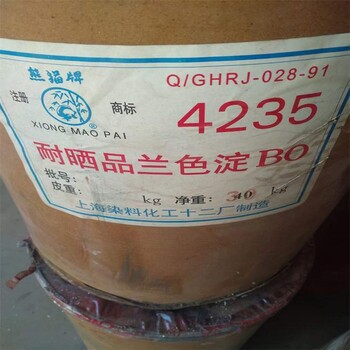 熊猫牌
Q/GHRJ-028-91
注册
商标
4235
XIONG MAO PAI
耐晒品兰色淀BO
批号:
皮重: kg 净重: kg
上海染料化工十二厂制造